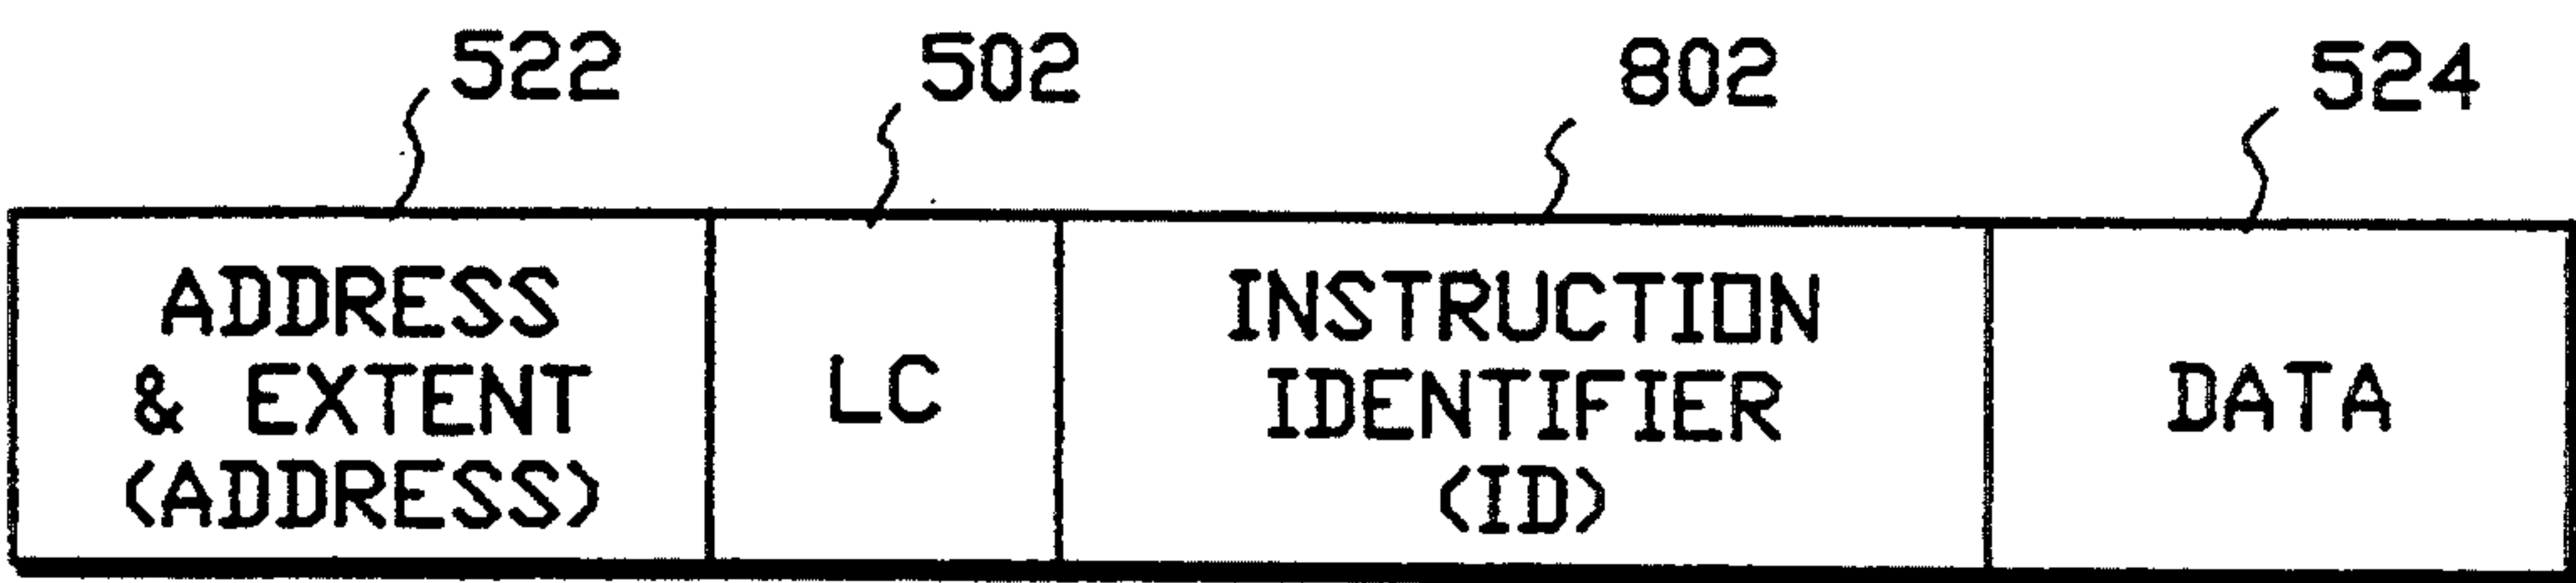 522 502 802 524
ADDRESS
& EXTENT
(ADDRESS)
LC
INSTRUCTION
IDENTIFIER
(ID)
DATA